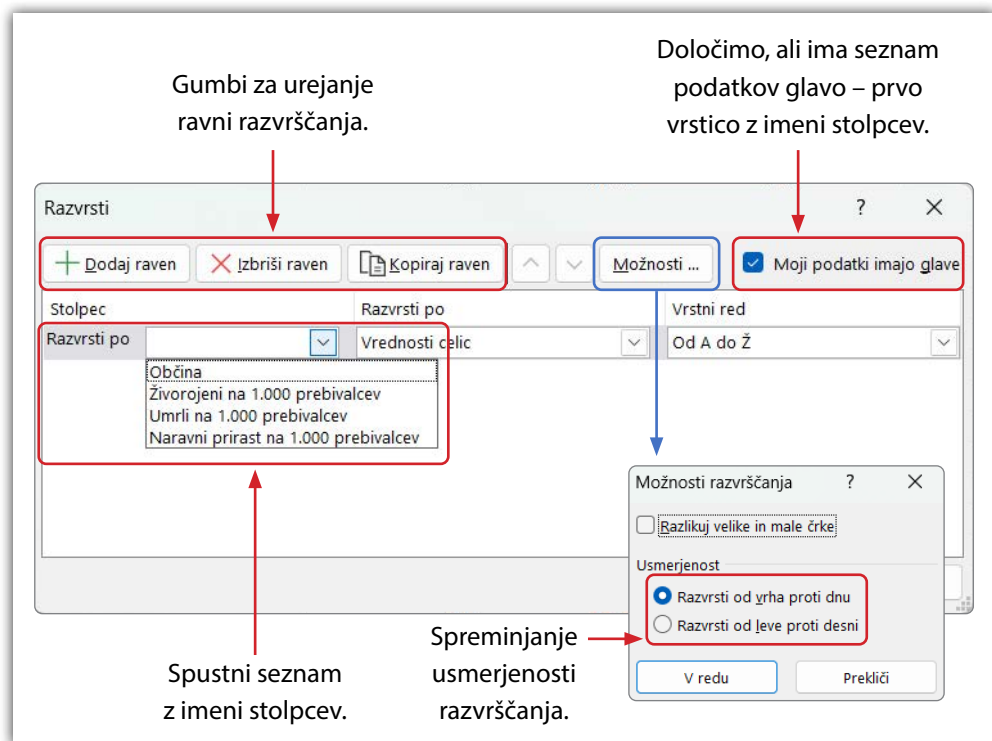 Gumbi za urejanje
ravni razvrščanja.
Določimo, ali ima seznam
podatkov glavo – prvo
vrstico z imeni stolpcev.
Razvrsti
?
Dodaj raven
Izbriši raven
Kopiraj raven
Možnosti ...
Moji podatki imajo glave
Stolpec
Razvrsti po
Vrstni red
Razvrsti po
Vrednosti celic
Od A do Ž
Občina
Živorojeni na 1.000 prebivalcev
Umrli na 1.000 prebivalcev
Naravni prirast na 1.000 prebivalcev
Možnosti razvrščanja
?
Razlikuj velike in male črke
Usmerjenost
Razvrsti od vrha proti dnu
Razvrsti od leve proti desni
V redu
Prekliči
Spustni seznam
z imeni stolpcev.
Spreminjanje
usmerjenosti
razvrščanja.